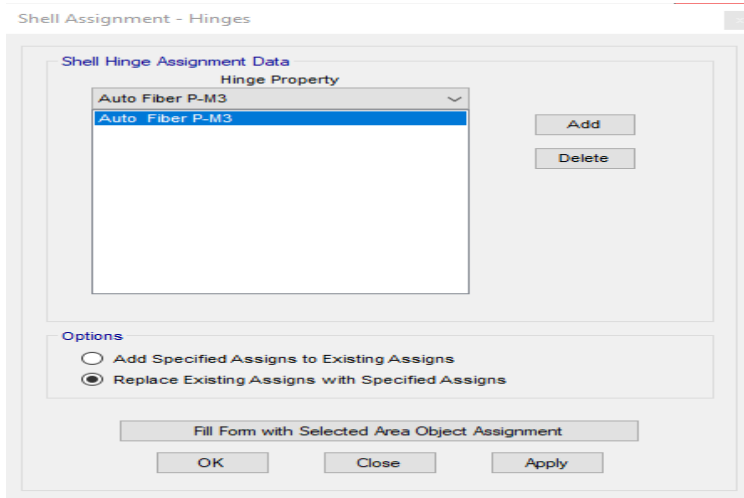 Shell Assignment - Hinges
Shell Hinge Assignment Data
Hinge Property
Auto Fiber P-M3
Auto Fiber P-M3
Add
Delete
Options
Add Specified Assigns to Existing Assigns
Replace Existing Assigns with Specified Assigns
Fill Form with Selected Area Object Assignment
OK Close Apply